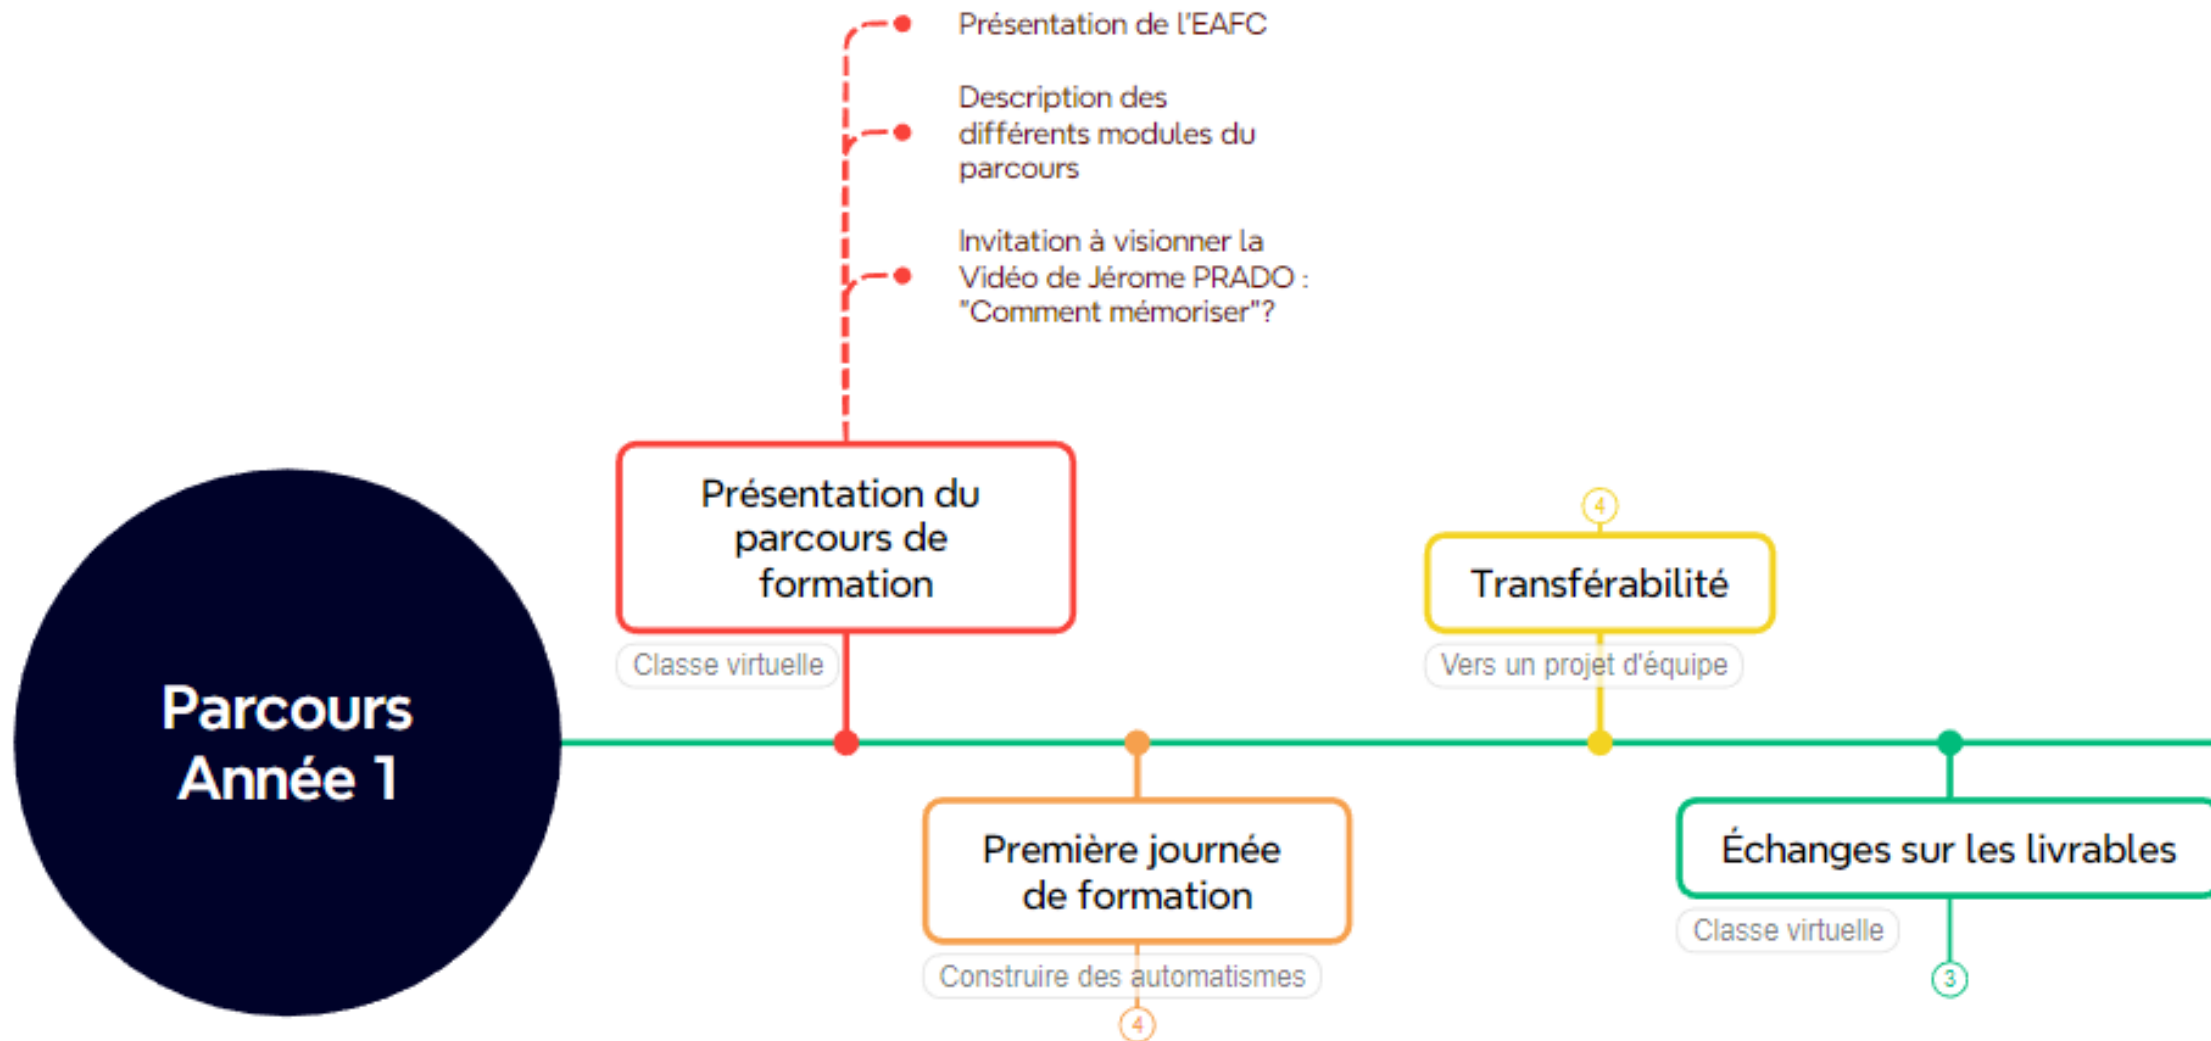 Présentation de l'EAFC
Description des
différents modules du
parcours
Invitation à visionner la
Vidéo de Jérome PRADO :
"Comment mémoriser"?
Présentation du
parcours de
formation
Classe virtuelle
4
Transférabilité
Vers un projet d'équipe
Parcours
Année 1
Première journée
de formation
Construire des automatismes
4
Échanges sur les livrables
Classe virtuelle
3